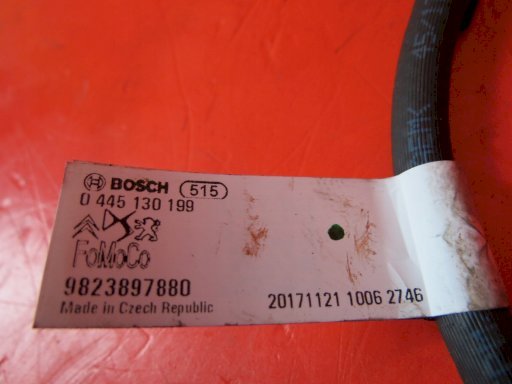 BOSCH 515
0 445 130 199
FoMoCo
9823897880
Made in Czech Republic
20171121 1006 2746